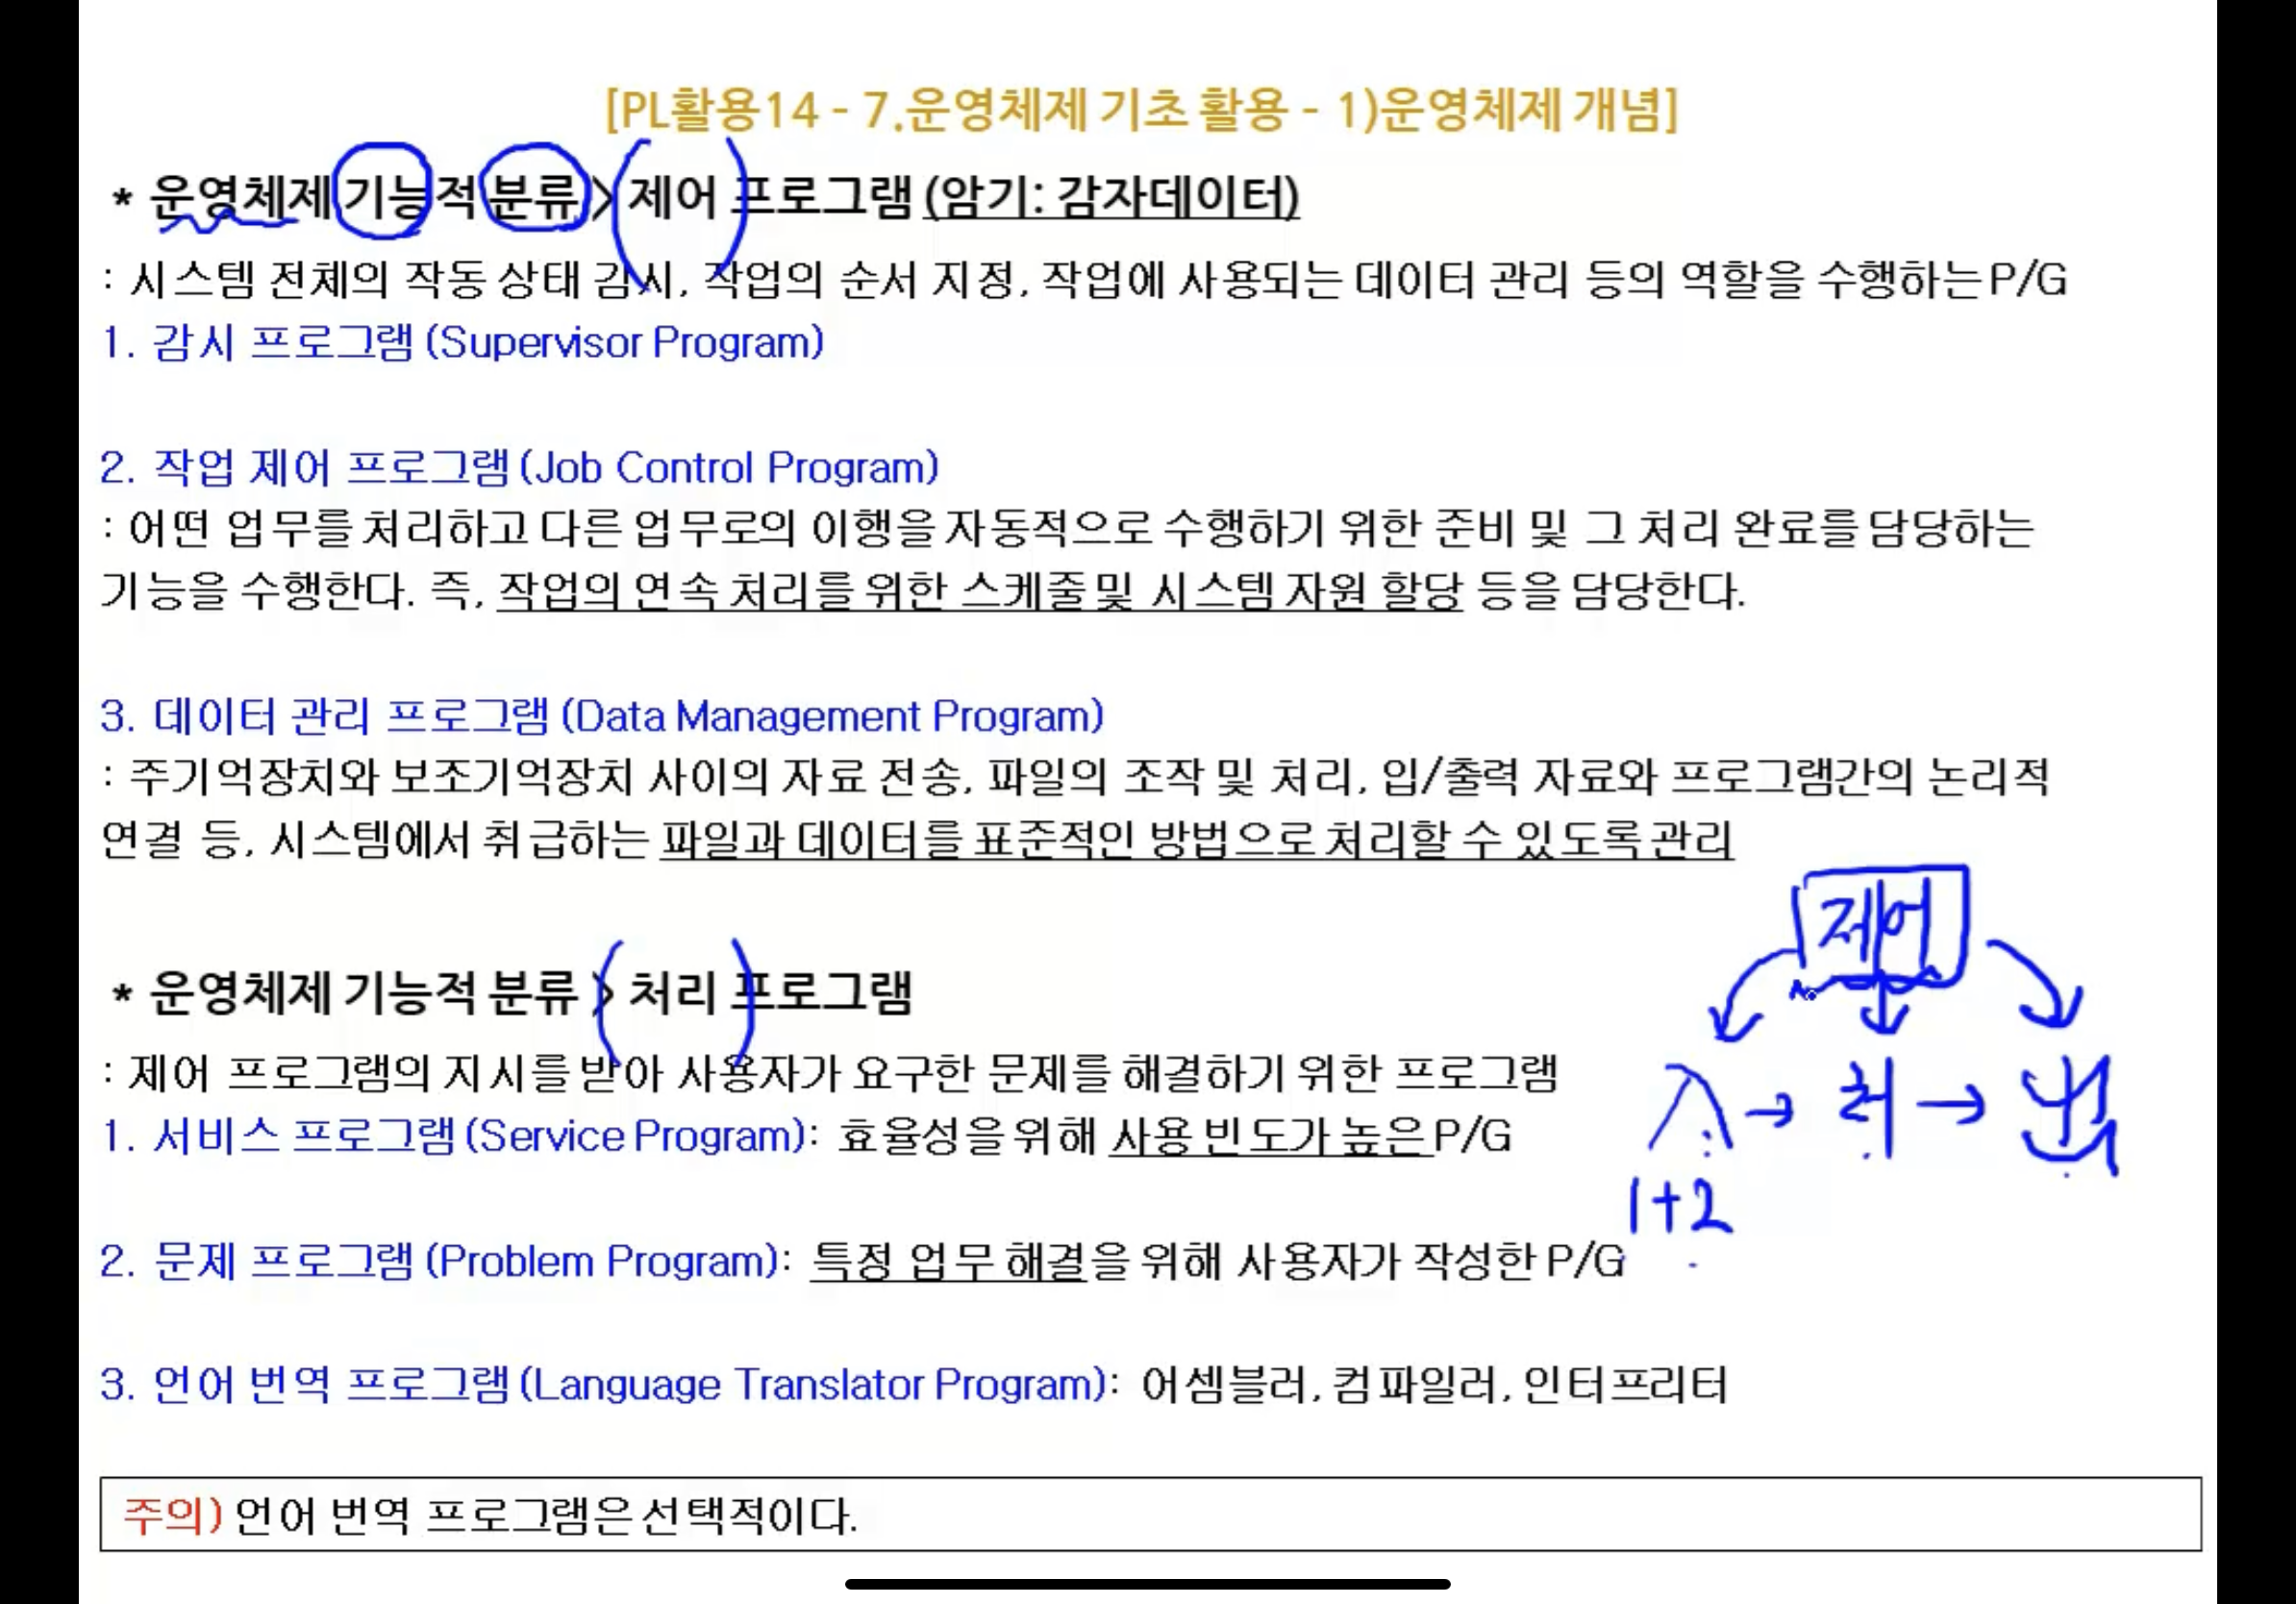 [PL활용14 - 7.운영체제 기초 활용 - 1)운영체제 개념]
* 운영체제 기능적 분류 > 제어 프로그램 (암기: 감자데이터)
: 시스템 전체의 작동 상태 감시, 작업의 순서 지정, 작업에 사용되는 데이터 관리 등의 역할을 수행하는 P/G
1. 감시 프로그램 (Supervisor Program)
2. 작업 제어 프로그램 (Job Control Program)
: 어떤 업무를 처리하고 다른 업무로의 이행을 자동적으로 수행하기 위한 준비 및 그 처리 완료를 담당하는
기능을 수행한다. 즉, 작업의 연속 처리를 위한 스케줄 및 시스템 자원 할당 등을 담당한다.
3. 데이터 관리 프로그램 (Data Management Program)
: 주기억장치와 보조기억장치 사이의 자료 전송, 파일의 조작 및 처리, 입/출력 자료와 프로그램간의 논리적
연결 등, 시스템에서 취급하는 파일과 데이터를 표준적인 방법으로 처리할 수 있도록 관리
제어
* 운영체제 기능적 분류 > 처리 프로그램
: 제어 프로그램의 지시를 받아 사용자가 요구한 문제를 해결하기 위한 프로그램
→ 처 →
1. 서비스 프로그램 (Service Program): 효율성을 위해 사용 빈도가 높은 P/G
1+2
2. 문제 프로그램 (Problem Program): 특정 업무 해결을 위해 사용자가 작성한 P/G
3. 언어 번역 프로그램 (Language Translator Program): 어셈블러, 컴파일러, 인터프리터
주의) 언어 번역 프로그램은 선택적이다.